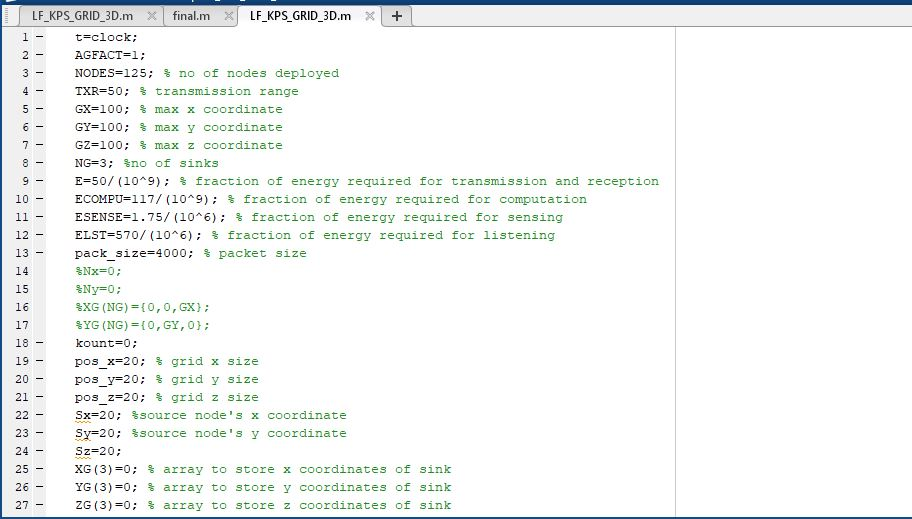 LF_KPS_GRID_3D.m × final.m × LF_KPS_GRID_3D.m × +
1 – t=clock;
2 – AGFACT=1;
3 – NODES=125; % no of nodes deployed
4 – TXR=50; % transmission range
5 – GX=100; % max x coordinate
6 – GY=100; % max y coordinate
7 – GZ=100; % max z coordinate
8 – NG=3; %no of sinks
9 – E=50/(10^9); % fraction of energy required for transmission and reception
10 – ECOMPU=117/(10^9); % fraction of energy required for computation
11 – ESENSE=1.75/(10^6); % fraction of energy required for sensing
12 – ELST=570/(10^6); % fraction of energy required for listening
13 – pack_size=4000; % packet size
14 %Nx=0;
15 %Ny=0;
16 %XG(NG)={0,0,GX};
17 %YG(NG)={0,GY,0};
18 – kount=0;
19 – pos_x=20; % grid x size
20 – pos_y=20; % grid y size
21 – pos_z=20; % grid z size
22 – Sx=20; %source node's x coordinate
23 – Sy=20; %source node's y coordinate
24 – Sz=20;
25 – XG(3)=0; % array to store x coordinates of sink
26 – YG(3)=0; % array to store y coordinates of sink
27 – ZG(3)=0; % array to store z coordinates of sink